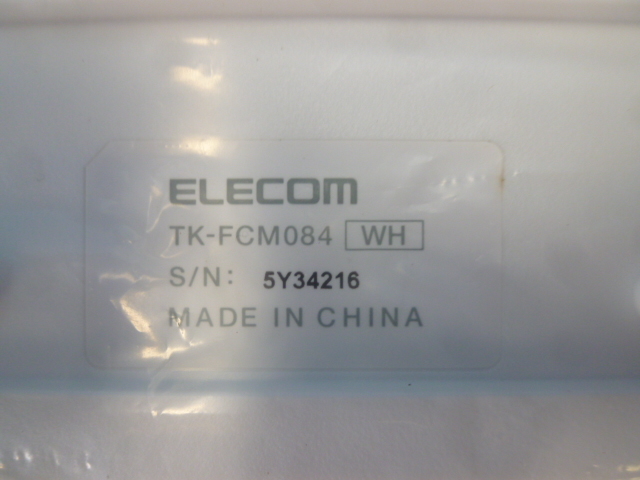 ELECOM
TK-FCM084 WH
S/N: 5Y34216
MADE IN CHINA